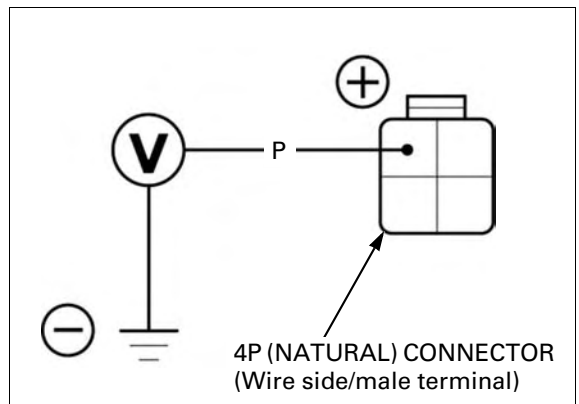 V
P
4P (NATURAL) CONNECTOR
(Wire side/male terminal)